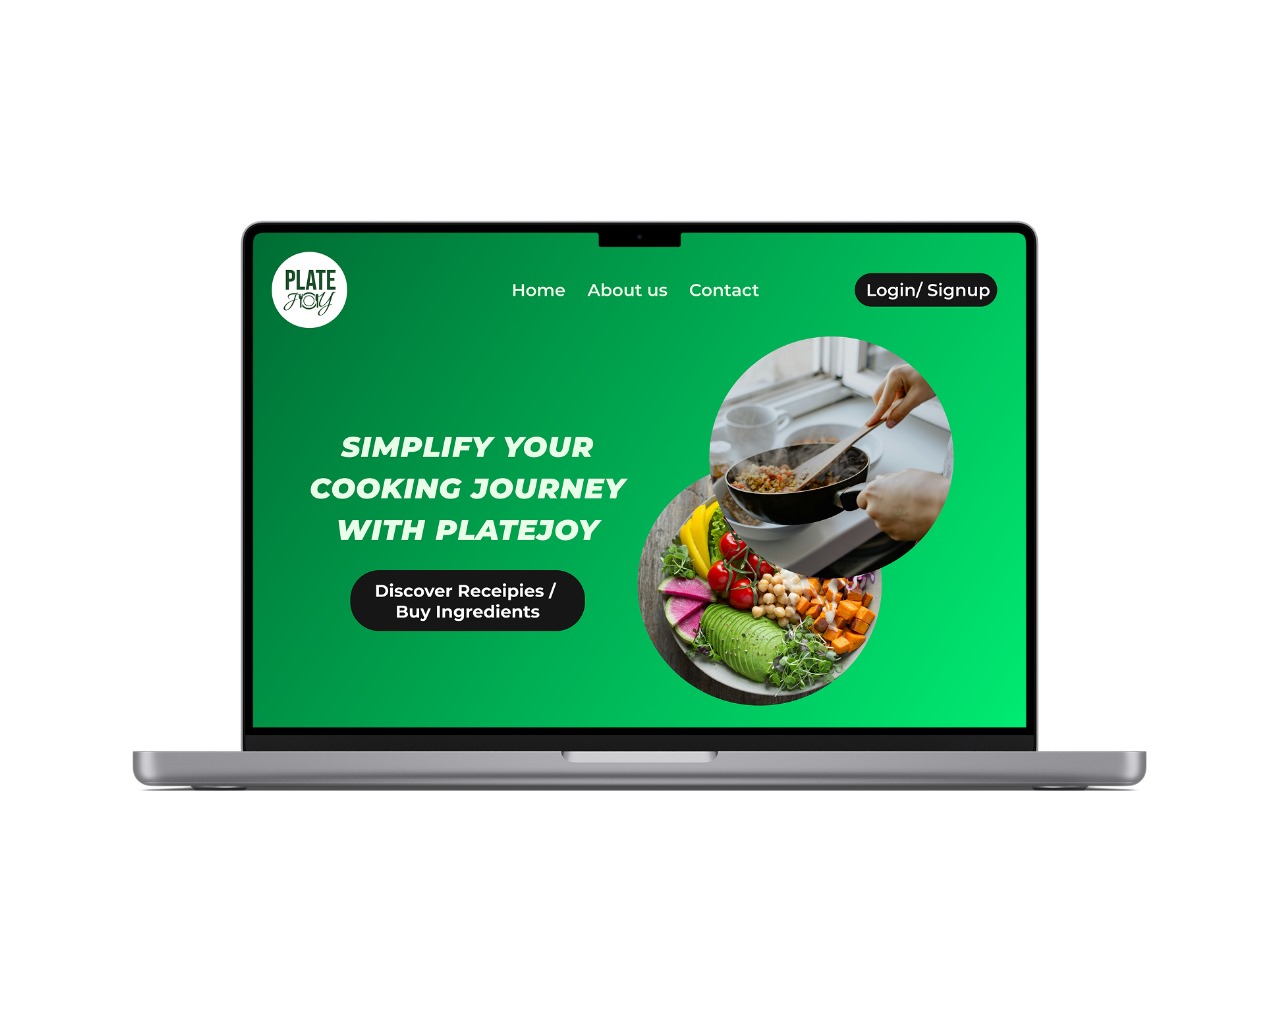 PLATE
JOY
Home About us Contact
Login/ Signup
SIMPLIFY YOUR
COOKING JOURNEY
WITH PLATEJOY
Discover Receipies /
Buy Ingredients